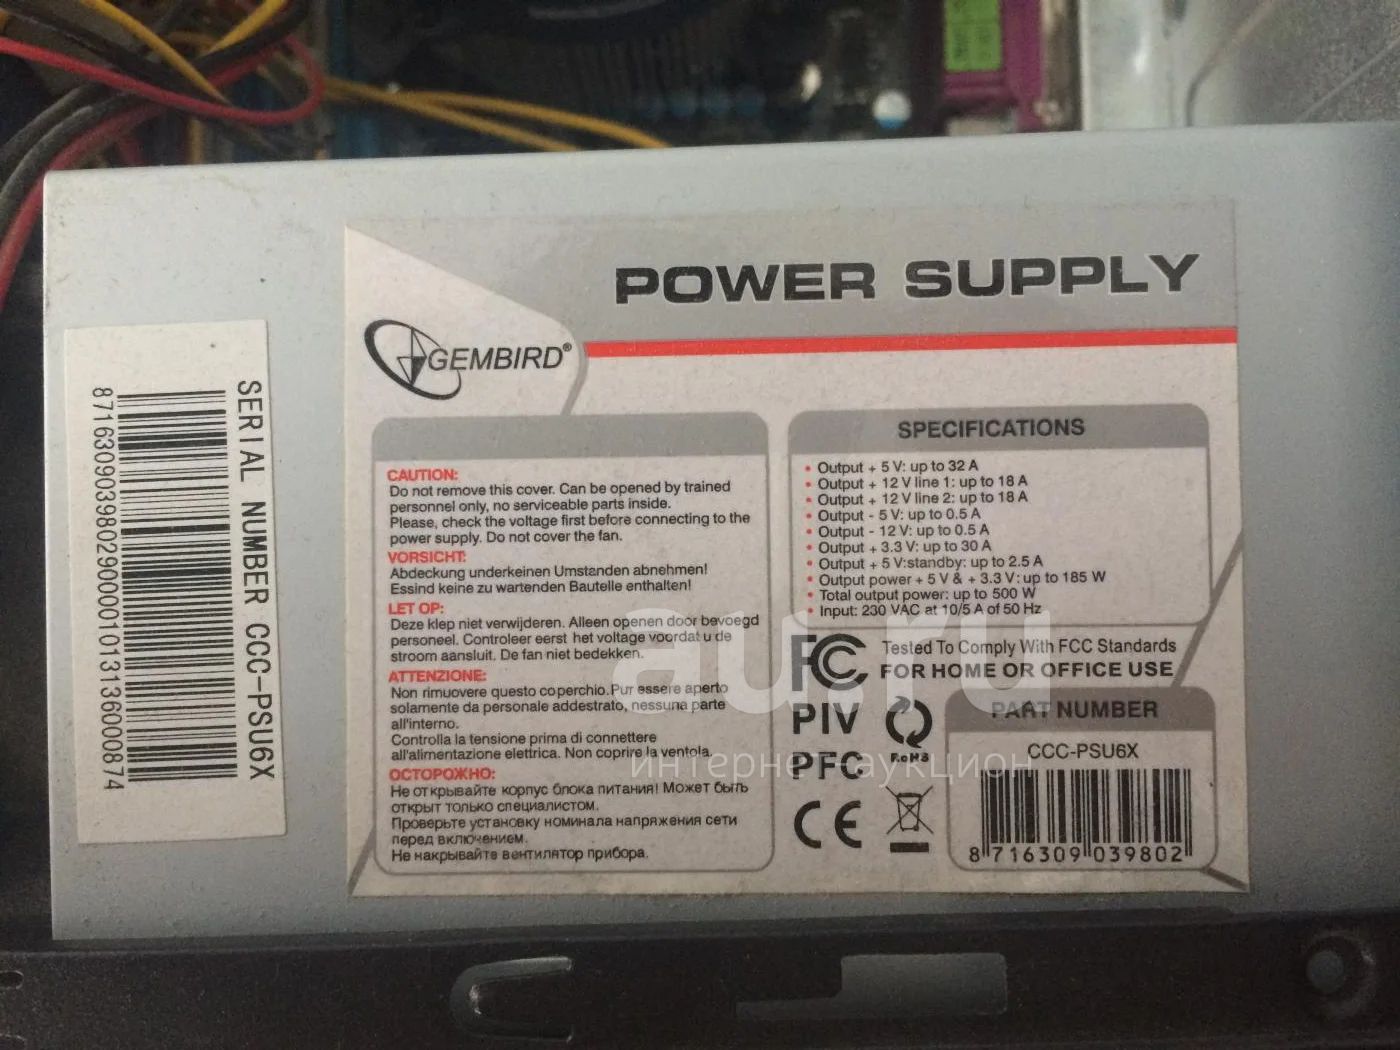 POWER SUPPLY
GEMBIRD®
SERIAL NUMBER CCC-PSU6X
8716309039802900001013136000874
CAUTION:
Do not remove this cover. Can be opened by trained
personnel only, no serviceable parts inside.
Please, check the voltage first before connecting to the
power supply. Do not cover the fan.
VORSICHT:
Abdeckung underkeinen Umstanden abnehmen!
Essind keine zu wartenden Bautelle enthalten!
LET OP:
Deze klep niet verwijderen. Alleen openen door bevoegd
personeel. Controleer eerst het voltage voordat u de
stroom aansluit. De fan niet bedekken.
ATTENZIONE:
Non rimuovere questo coperchio. Pur essere aperto
solamente da personale addestrato, nessuna parte
all'interno.
Controlla la tensione prima di connettere
all'alimentazione elettrica. Non coprire la ventola.
ОСТОРОЖНО:
Не открывайте корпус блока питания! Может быть
открыт только специалистом.
Проверьте установку номинала напряжения сети
перед включением.
Не накрывайте вентилятор прибора.
SPECIFICATIONS
• Output + 5 V: up to 32 A
• Output + 12 V line 1: up to 18 A
• Output + 12 V line 2: up to 18 A
• Output - 5 V: up to 0.5 A
• Output - 12 V: up to 0.5 A
• Output + 3.3 V: up to 30 A
• Output + 5 V:standby: up to 2.5 A
• Output power + 5 V & + 3.3 V: up to 185 W
• Total output power: up to 500 W
• Input: 230 VAC at 10/5 A of 50 Hz
FC Tested To Comply With FCC Standards
FOR HOME OR OFFICE USE
PIV
PFC
RoHS
CE
PART NUMBER
CCC-PSU6X
8 716309 039802
au.ru
интернет-аукцион